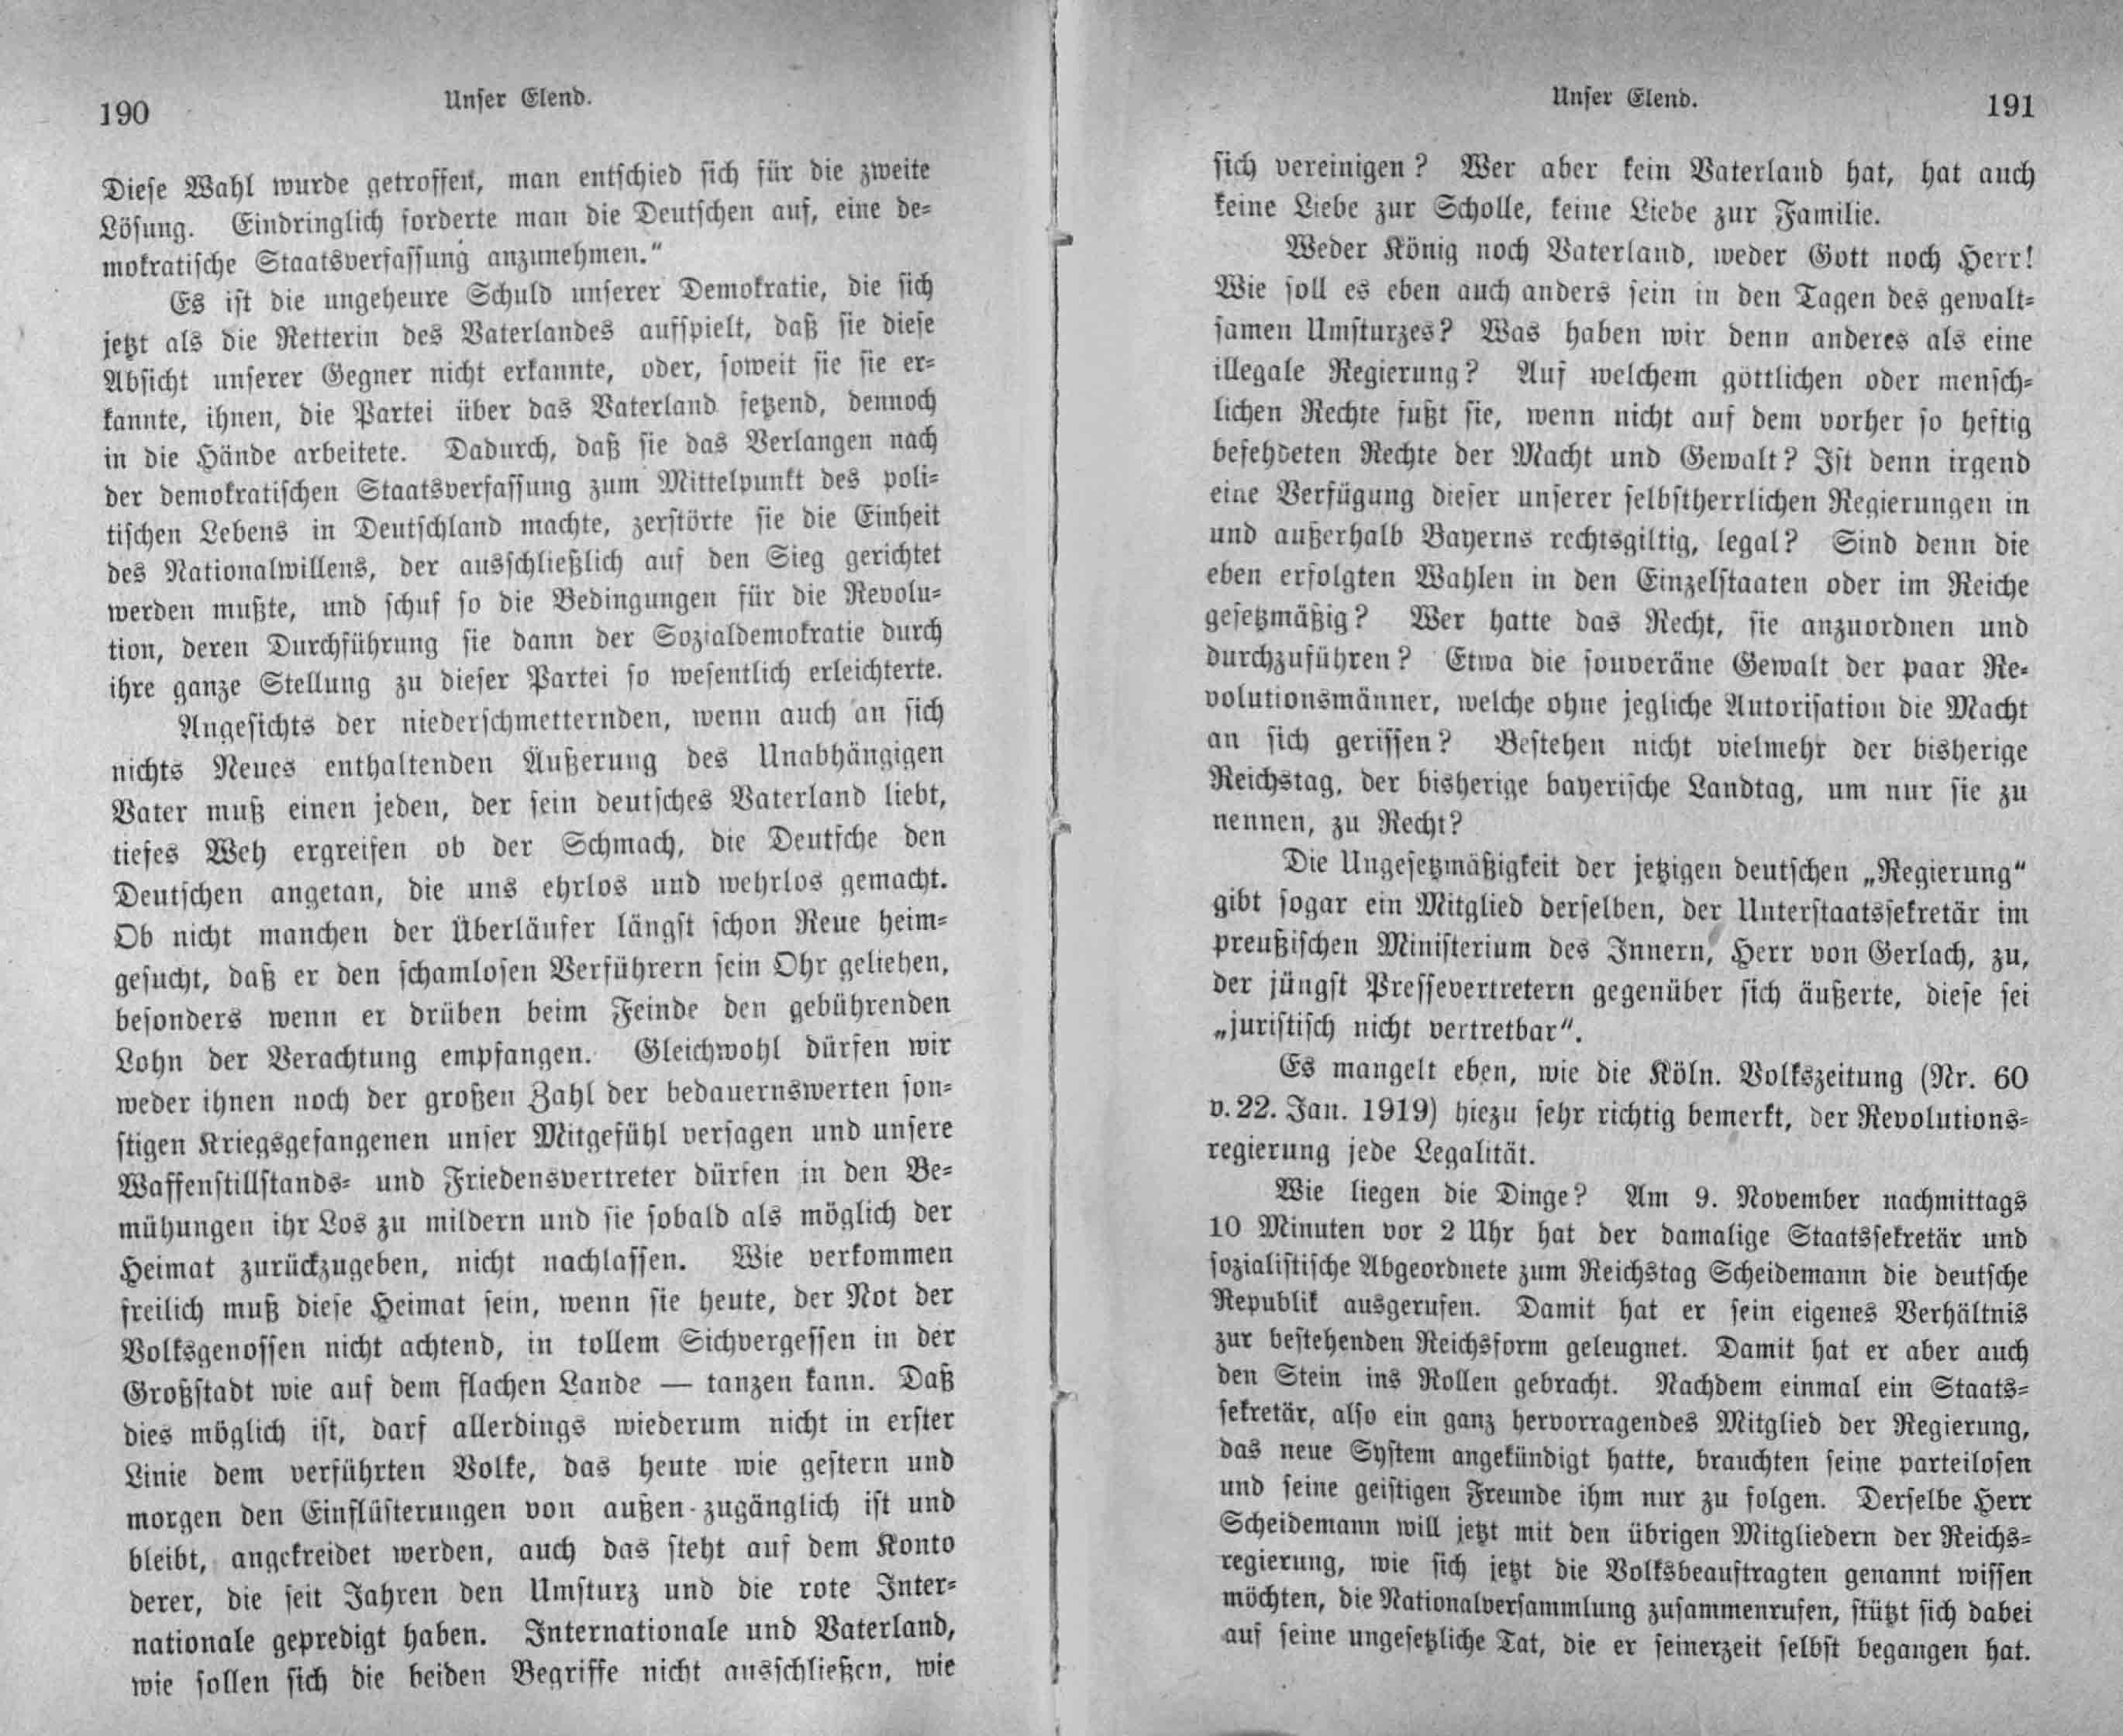 190
Unser Elend.
Diese Wahl wurde getroffen, man entschied sich für die zweite
Lösung. Eindringlich forderte man die Deutschen auf, eine de=
mokratische Staatsverfassung anzunehmen.“
Es ist die ungeheure Schuld unserer Demokratie, die sich
jetzt als die Retterin des Vaterlandes aufspielt, daß sie diese
Absicht unserer Gegner nicht erkannte, oder, soweit sie sie er=
kannte, ihnen, die Partei über das Vaterland setzend, dennoch
in die Hände arbeitete. Dadurch, daß sie das Verlangen nach
der demokratischen Staatsverfassung zum Mittelpunkt des poli=
tischen Lebens in Deutschland machte, zerstörte sie die Einheit
des Nationalwillens, der ausschließlich auf den Sieg gerichtet
werden mußte, und schuf so die Bedingungen für die Revolu=
tion, deren Durchführung sie dann der Sozialdemokratie durch
ihre ganze Stellung zu dieser Partei so wesentlich erleichterte.
Angesichts der niederschmetternden, wenn auch an sich
nichts Neues enthaltenden Äußerung des Unabhängigen
Vater muß einen jeden, der sein deutsches Vaterland liebt,
tiefes Weh ergreifen ob der Schmach, die Deutsche den
Deutschen angetan, die uns ehrlos und wehrlos gemacht.
Ob nicht manchen der Überläufer längst schon Reue heim=
gesucht, daß er den schamlosen Verführern sein Ohr geliehen,
besonders wenn er drüben beim Feinde den gebührenden
Lohn der Verachtung empfangen. Gleichwohl dürfen wir
weder ihnen noch der großen Zahl der bedauernswerten son=
stigen Kriegsgefangenen unser Mitgefühl versagen und unsere
Waffenstillstands= und Friedensvertreter dürfen in den Be=
mühungen ihr Los zu mildern und sie sobald als möglich der
Heimat zurückzugeben, nicht nachlassen. Wie verkommen
freilich muß diese Heimat sein, wenn sie heute, der Not der
Volksgenossen nicht achtend, in tollem Sichvergessen in der
Großstadt wie auf dem flachen Lande — tanzen kann. Daß
dies möglich ist, darf allerdings wiederum nicht in erster
Linie dem verführten Volke, das heute wie gestern und
morgen den Einflüsterungen von außen zugänglich ist und
bleibt, angekreidet werden, auch das steht auf dem Konto
derer, die seit Jahren den Umsturz und die rote Inter=
nationale gepredigt haben. Internationale und Vaterland,
wie sollen sich die beiden Begriffe nicht ausschließen, wie
Unser Elend.
191
sich vereinigen? Wer aber kein Vaterland hat, hat auch
keine Liebe zur Scholle, keine Liebe zur Familie.
Weder König noch Vaterland, weder Gott noch Herr!
Wie soll es eben auch anders sein in den Tagen des gewalt=
samen Umsturzes? Was haben wir denn anderes als eine
illegale Regierung? Auf welchem göttlichen oder mensch=
lichen Rechte fußt sie, wenn nicht auf dem vorher so heftig
befehdeten Rechte der Macht und Gewalt? Ist denn irgend
eine Verfügung dieser unserer selbstherrlichen Regierungen in
und außerhalb Bayerns rechtsgiltig, legal? Sind denn die
eben erfolgten Wahlen in den Einzelstaaten oder im Reiche
gesetzmäßig? Wer hatte das Recht, sie anzuordnen und
durchzuführen? Etwa die souveräne Gewalt der paar Re=
volutionsmänner, welche ohne jegliche Autorisation die Macht
an sich gerissen? Bestehen nicht vielmehr der bisherige
Reichstag, der bisherige bayerische Landtag, um nur sie zu
nennen, zu Recht?
Die Ungesetzmäßigkeit der jetzigen deutschen „Regierung“
gibt sogar ein Mitglied derselben, der Unterstaatssekretär im
preußischen Ministerium des Innern, Herr von Gerlach, zu,
der jüngst Pressevertretern gegenüber sich äußerte, diese sei
„juristisch nicht vertretbar“.
Es mangelt eben, wie die Köln. Volkszeitung (Nr. 60
v. 22. Jan. 1919) hiezu sehr richtig bemerkt, der Revolutions=
regierung jede Legalität.
Wie liegen die Dinge? Am 9. November nachmittags
10 Minuten vor 2 Uhr hat der damalige Staatssekretär und
sozialistische Abgeordnete zum Reichstag Scheidemann die deutsche
Republik ausgerufen. Damit hat er sein eigenes Verhältnis
zur bestehenden Reichsform geleugnet. Damit hat er aber auch
den Stein ins Rollen gebracht. Nachdem einmal ein Staats=
sekretär, also ein ganz hervorragendes Mitglied der Regierung,
das neue System angekündigt hatte, brauchten seine parteilosen
und seine geistigen Freunde ihm nur zu folgen. Derselbe Herr
Scheidemann will jetzt mit den übrigen Mitgliedern der Reichs=
regierung, wie sich jetzt die Volksbeauftragten genannt wissen
möchten, die Nationalversammlung zusammenrufen, stützt sich dabei
auf seine ungesetzliche Tat, die er seinerzeit selbst begangen hat.